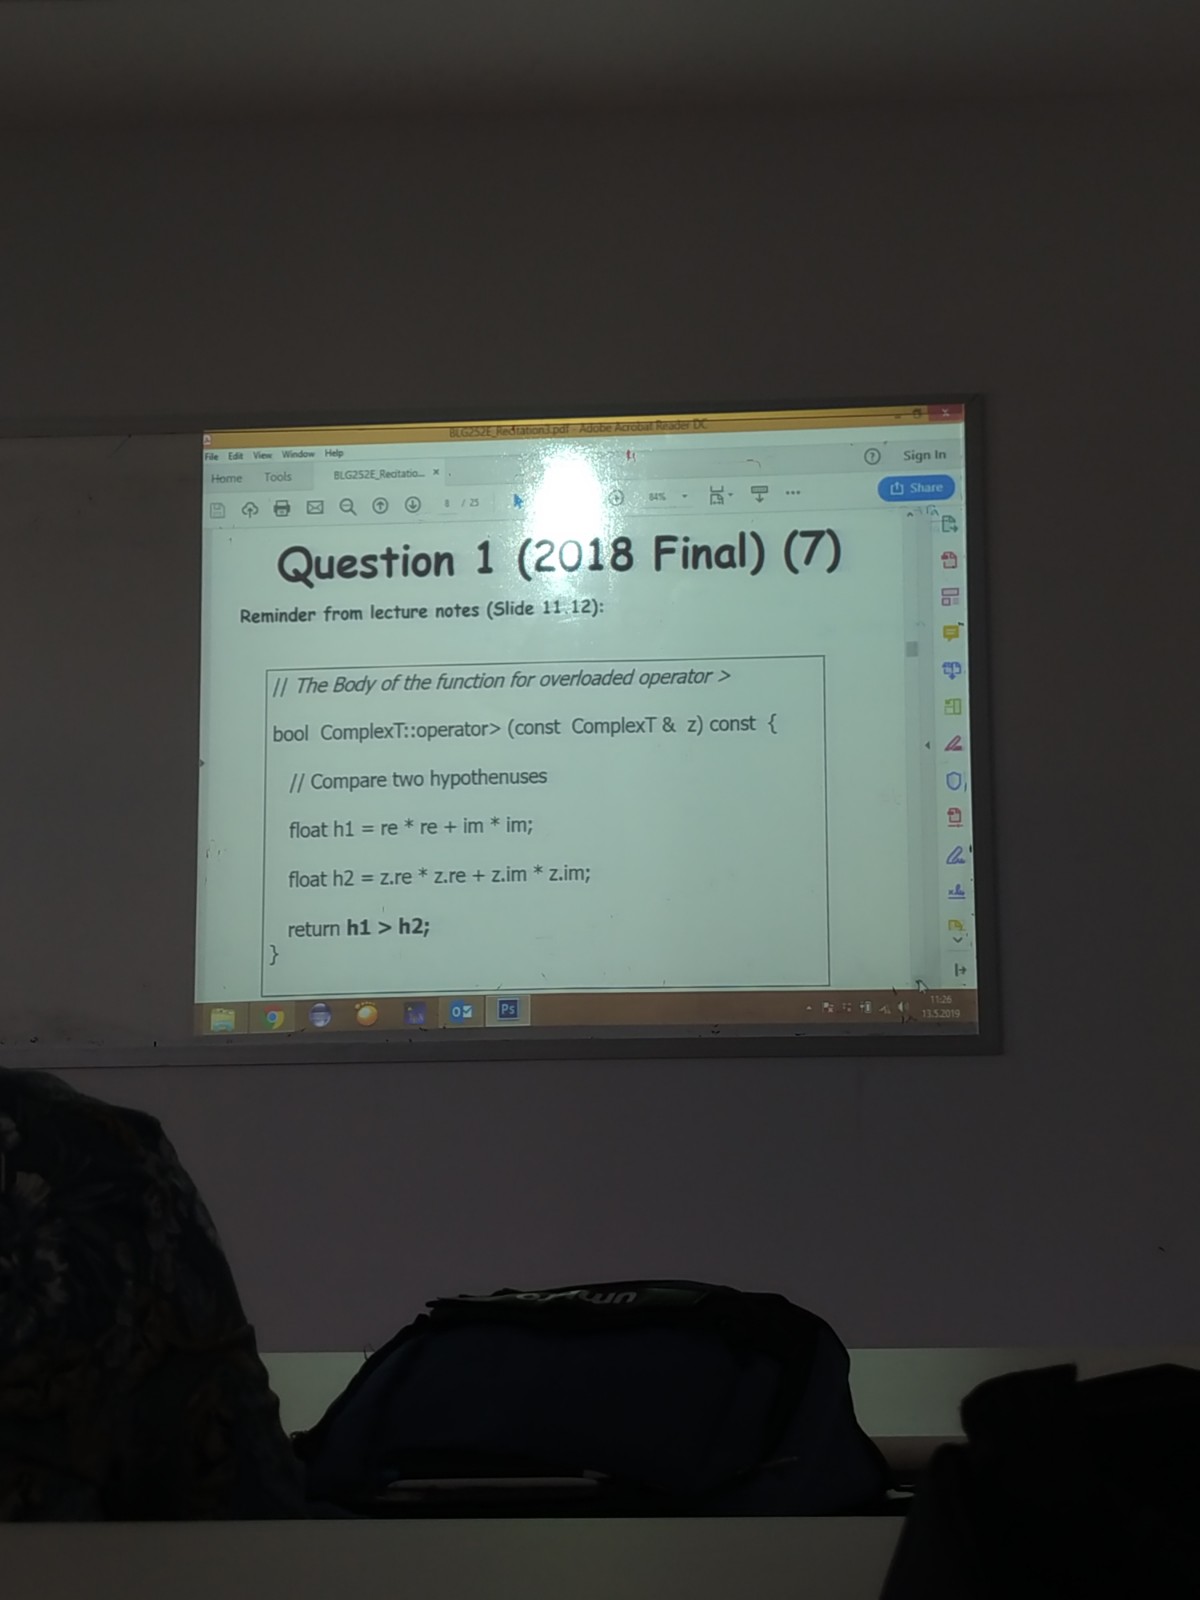 BLG252E_Recitation3.pdf - Adobe Acrobat Reader DC
File Edit View Window Help
Home Tools BLG252E_Recitatio... ×
Sign In
8 / 25
84%
Share
Question 1 (2018 Final) (7)
Reminder from lecture notes (Slide 11.12):
// The Body of the function for overloaded operator >
bool ComplexT::operator> (const ComplexT & z) const {
// Compare two hypothenuses
float h1 = re * re + im * im;
float h2 = z.re * z.re + z.im * z.im;
return h1 > h2;
}
Ps
11:26
13.5.2019